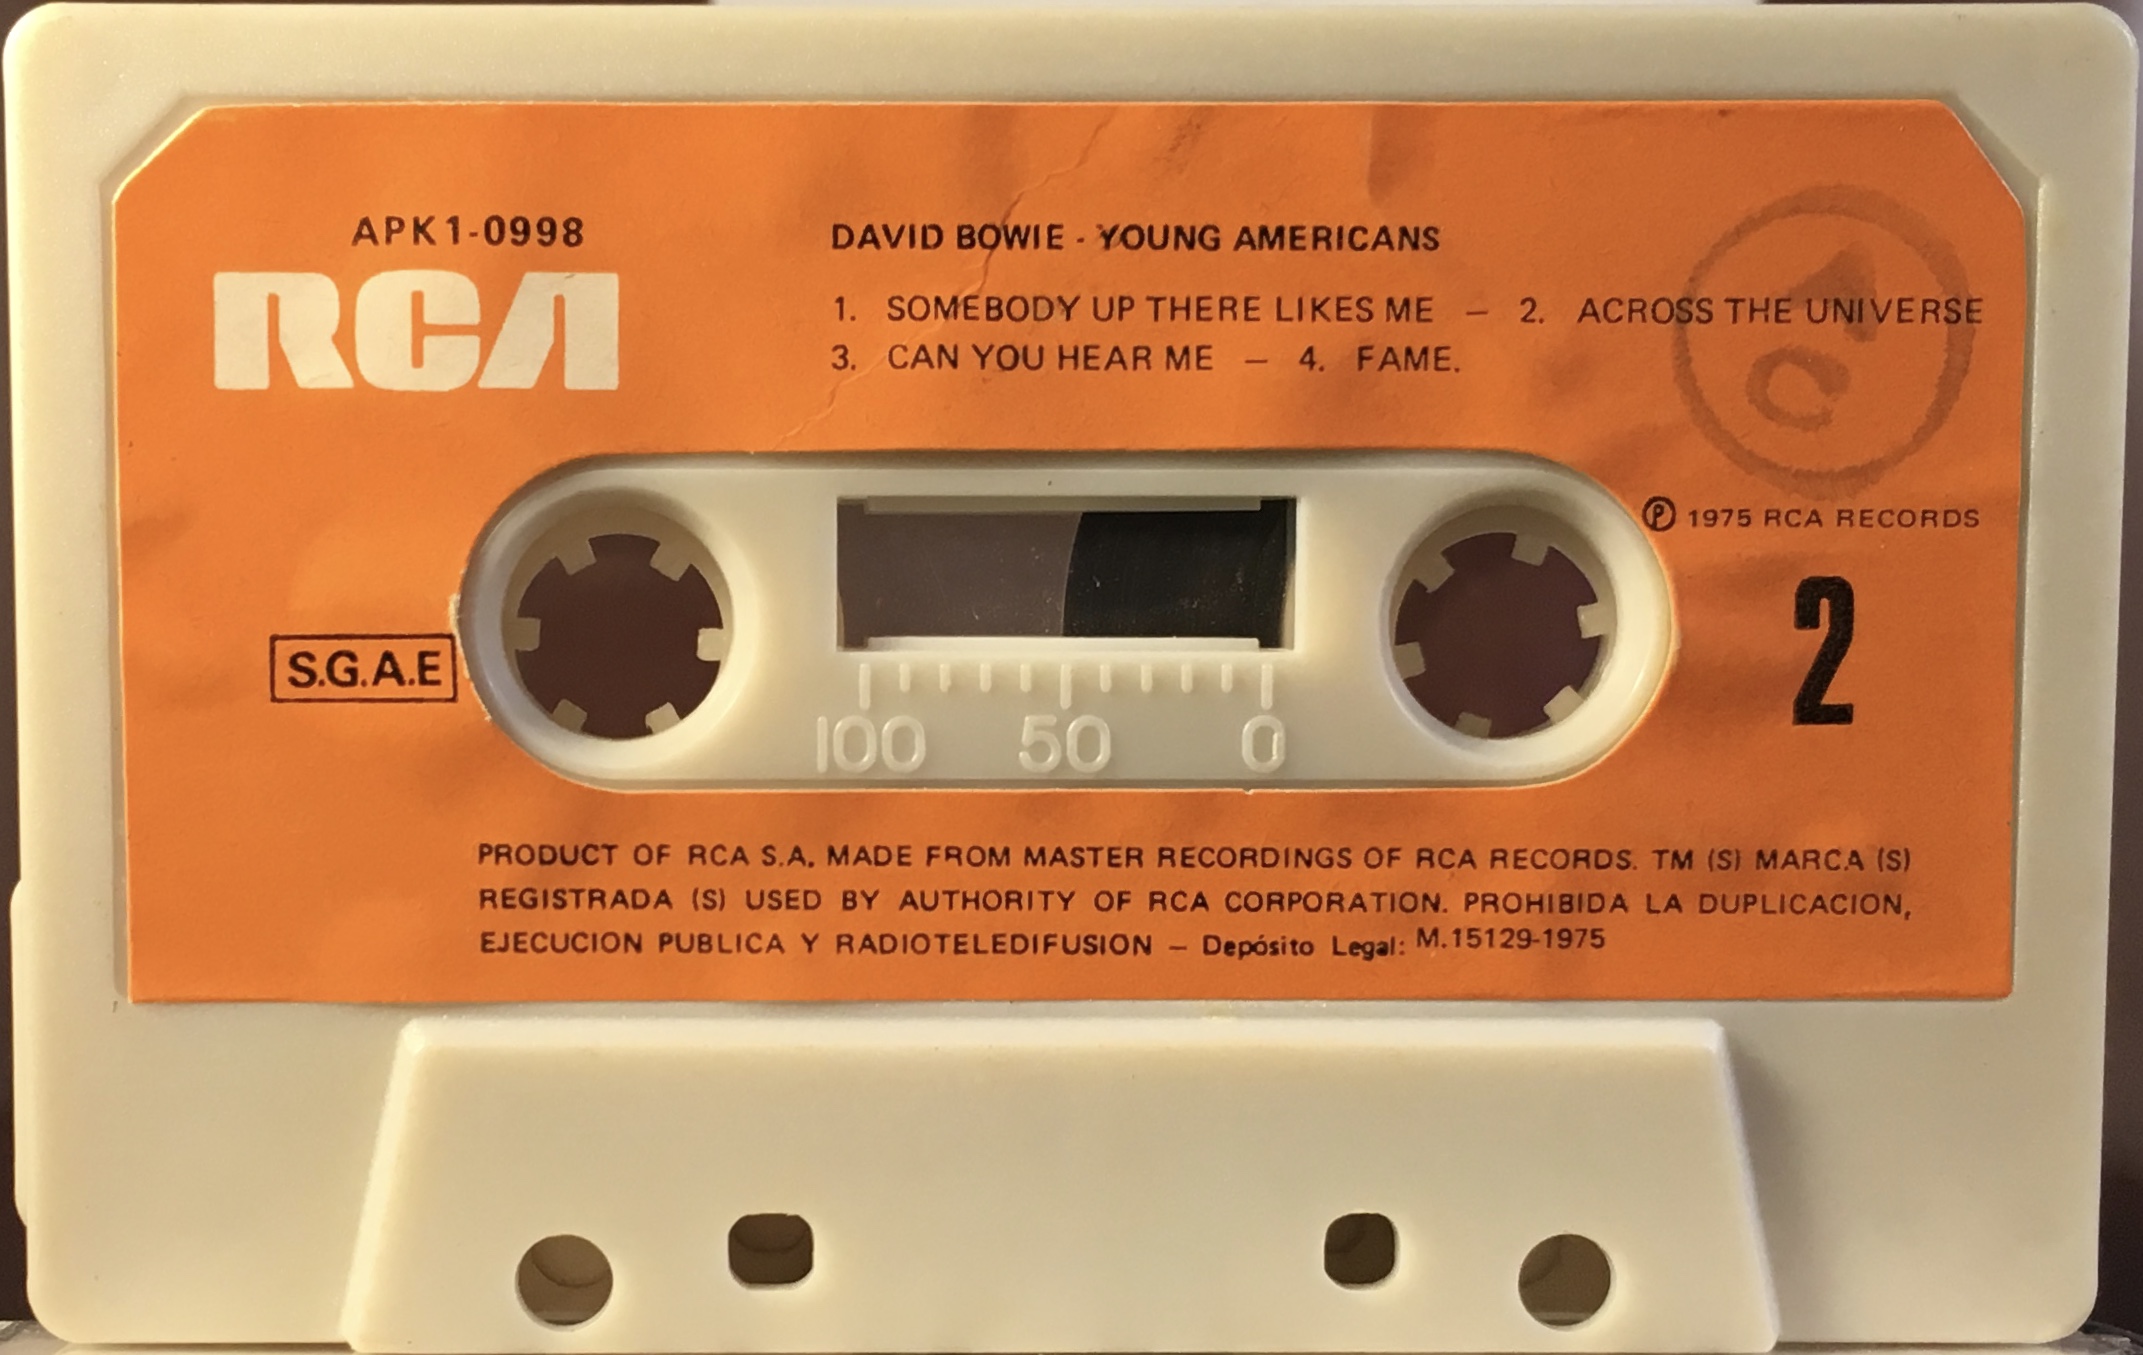 APK1-0998
RCA
DAVID BOWIE - YOUNG AMERICANS
1. SOMEBODY UP THERE LIKES ME — 2. ACROSS THE UNIVERSE
3. CAN YOU HEAR ME — 4. FAME.
Ⓟ 1975 RCA RECORDS
S.G.A.E
2
100 50 0
PRODUCT OF RCA S.A. MADE FROM MASTER RECORDINGS OF RCA RECORDS. TM (S) MARCA (S)
REGISTRADA (S) USED BY AUTHORITY OF RCA CORPORATION. PROHIBIDA LA DUPLICACION,
EJECUCION PUBLICA Y RADIOTELEDIFUSION — Depósito Legal: M.15129-1975